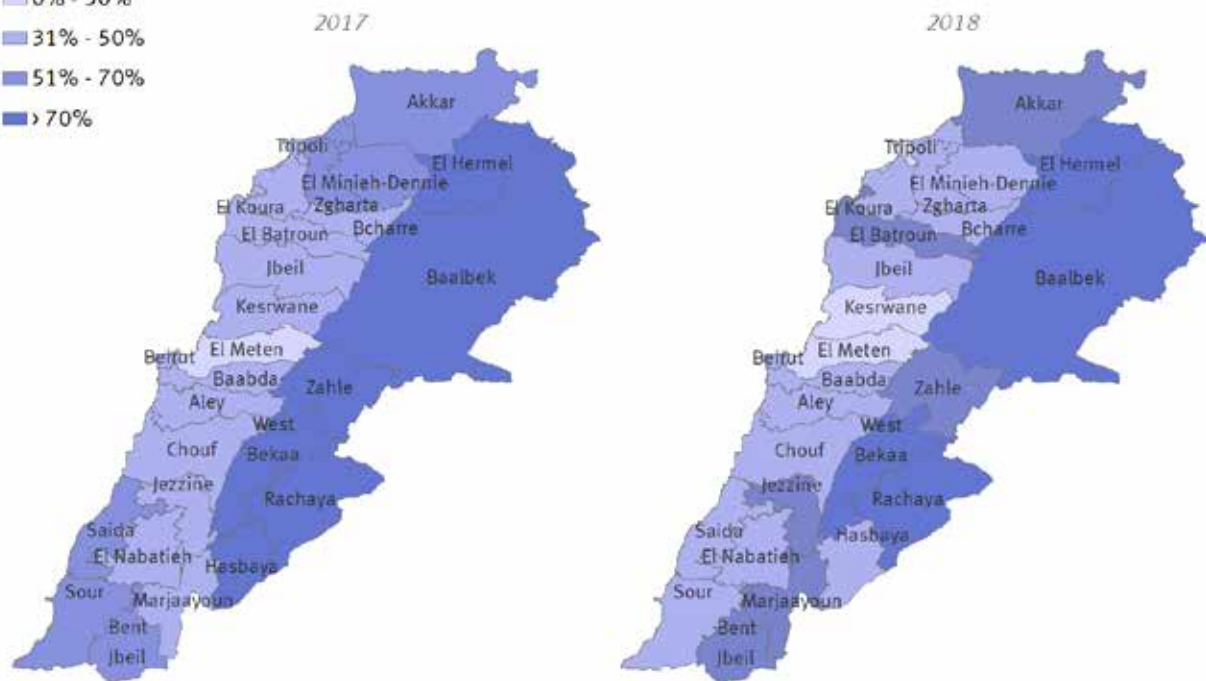 0% - 30%
31% - 50%
51% - 70%
› 70%
2017
Akkar
Tripoli
El Hermel
El Minieh-Dennie
Zgharta
El Koura
Bcharre
El Batroun
Jbeil
Baalbek
Kesrwane
El Meten
Beirut
Baabda
Zahle
Aley
West
Chouf
Bekaa
Jezzine
Rachaya
Saida
El Nabatieh
Hasbaya
Sour
Marjaayoun
Bent
Jbeil
2018
Akkar
Tripoli
El Hermel
El Minieh-Dennie
Zgharta
El Koura
Bcharre
El Batroun
Jbeil
Baalbek
Kesrwane
El Meten
Beirut
Baabda
Zahle
Aley
West
Chouf
Bekaa
Jezzine
Rachaya
Saida
Hasbaya
El Nabatieh
Sour
Marjaayoun
Bent
Jbeil